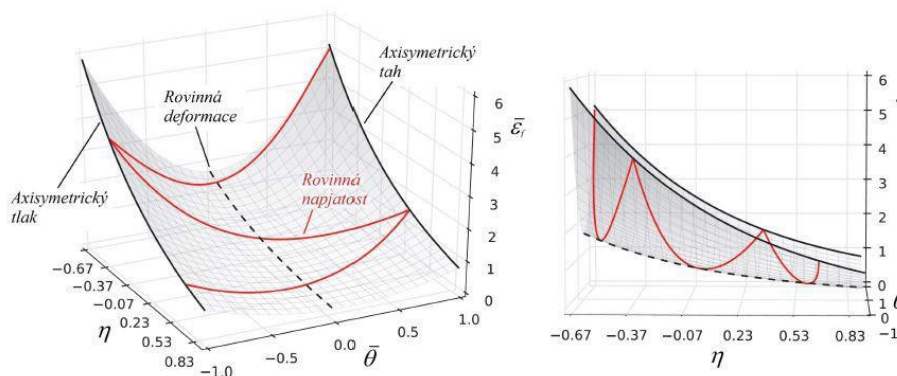 Axisymetrický
tah
Rovinná
deformace
Rovinná
napjatost
Axisymetrický
tlak
ε̄f
6
5
4
3
2
1
0
−0.67
−0.37
−0.07
0.23
0.53
0.83
η
−1.0
−0.5
0.0
0.5
1.0
θ̄
6
5
4
3
2
1
0
1
0
−0.67
−0.37
−0.07
0.23
0.53
0.83
η